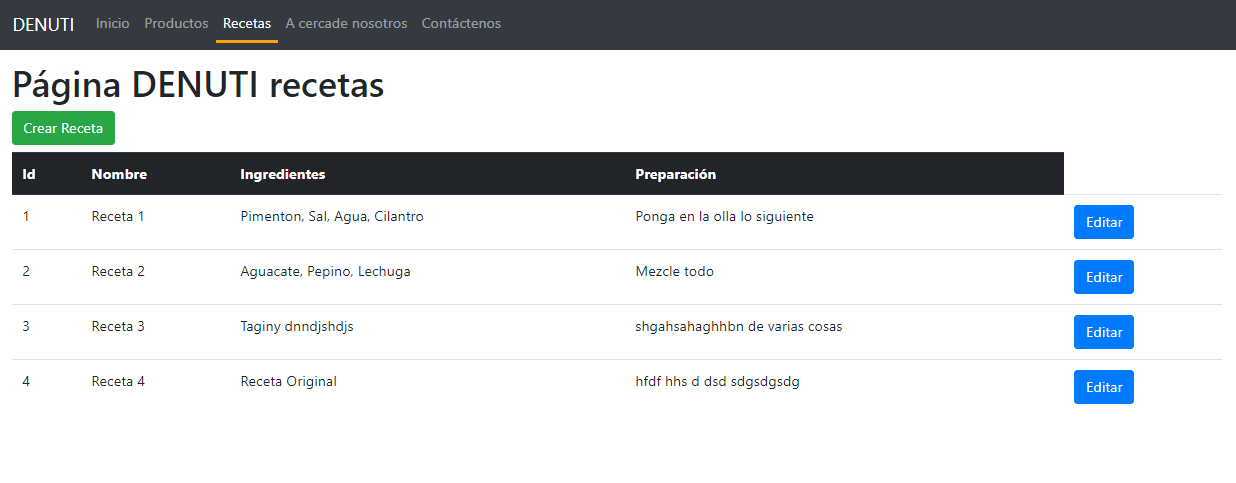 DENUTI Inicio Productos Recetas A cercade nosotros Contáctenos
Página DENUTI recetas
Crear Receta
Id Nombre Ingredientes Preparación
1 Receta 1 Pimenton, Sal, Agua, Cilantro Ponga en la olla lo siguiente Editar
2 Receta 2 Aguacate, Pepino, Lechuga Mezcle todo Editar
3 Receta 3 Taginy dnndjshdjs shgahsahaghhbn de varias cosas Editar
4 Receta 4 Receta Original hfdf hhs d dsd sdgsdgsdg Editar